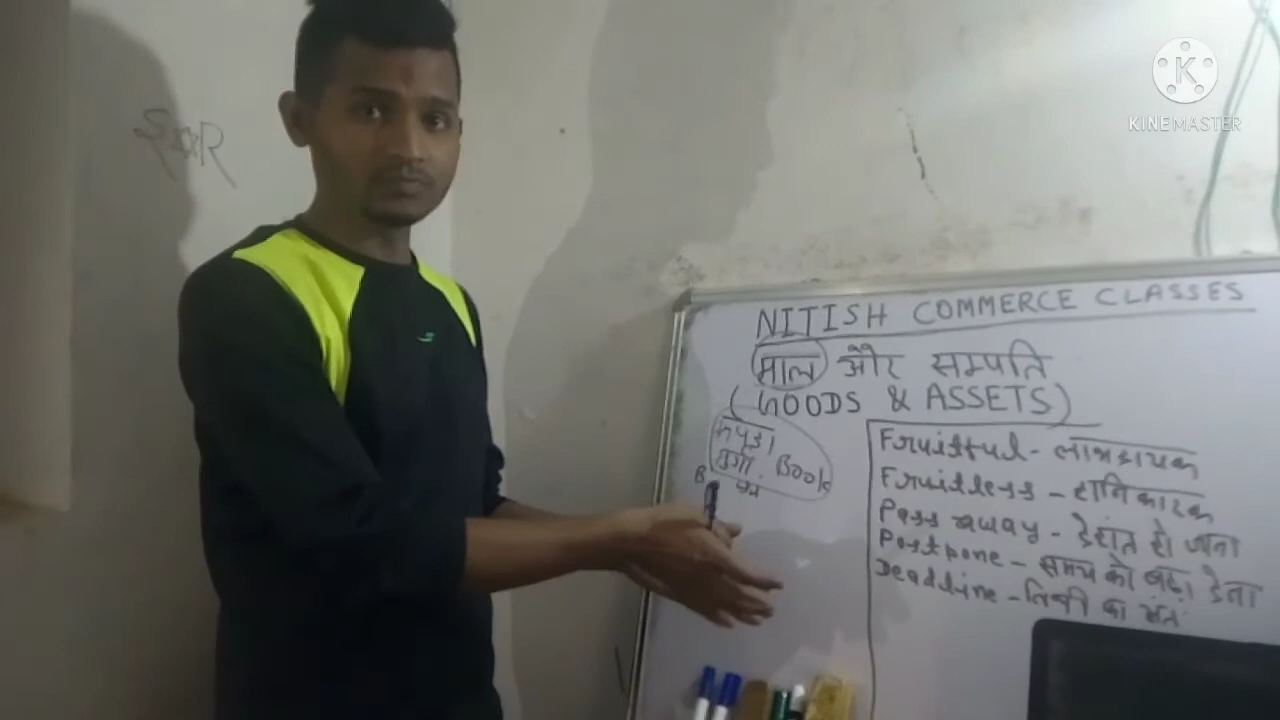 S☆R
KINEMASTER
NITISH COMMERCE CLASSES
माल और सम्पति
(GOODS & ASSETS)
कपड़ा
Book
Fruitful - लाभदायक
Fruitless - हानिकारक
Pass away - देहांत हो जाना
Postpone - समय को बढ़ा देना
Deadline - तिथी का अंत